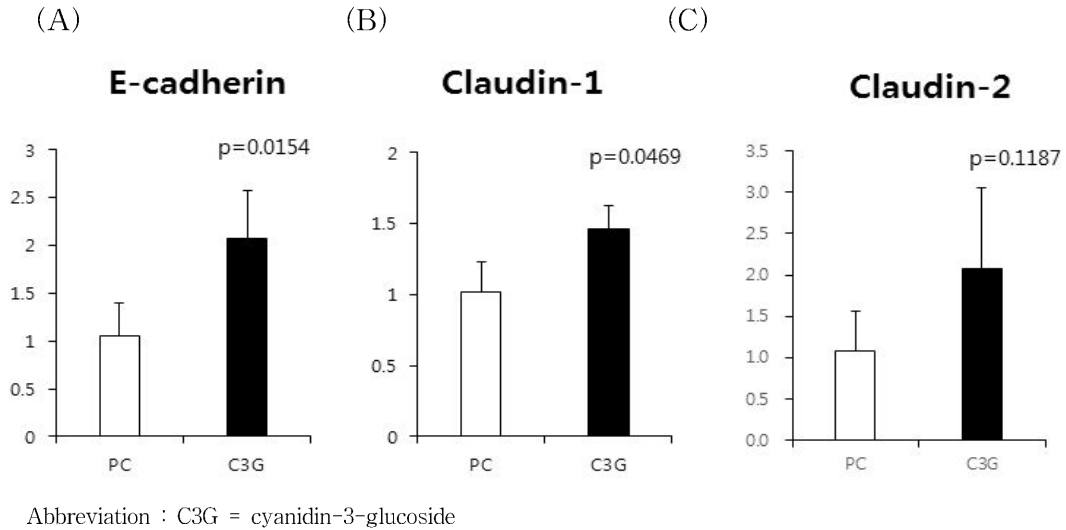 (A)
E-cadherin
p=0.0154
3
2.5
2
1.5
1
0.5
0
PC C3G
(B)
Claudin-1
p=0.0469
2
1.5
1
0.5
0
PC C3G
(C)
Claudin-2
p=0.1187
3.5
3.0
2.5
2.0
1.5
1.0
0.5
0.0
PC C3G
Abbreviation : C3G = cyanidin-3-glucoside